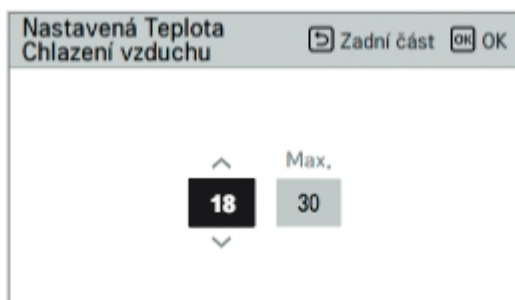 Nastavená Teplota
Chlazení vzduchu
Zadní část OK OK
Max.
18 30